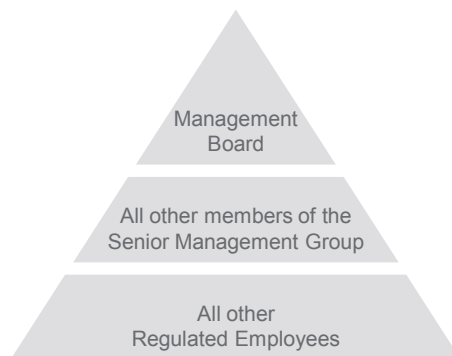 Management
Board
All other members of the
Senior Management Group
All other
Regulated Employees